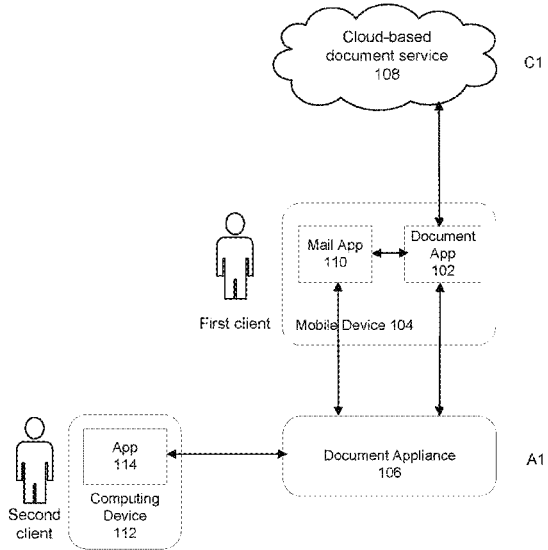 Cloud-based
document service
108
C1
Mail App
110
Document
App
102
First client
Mobile Device 104
App
114
Document Appliance
106
A1
Computing
Device
112
Second
client